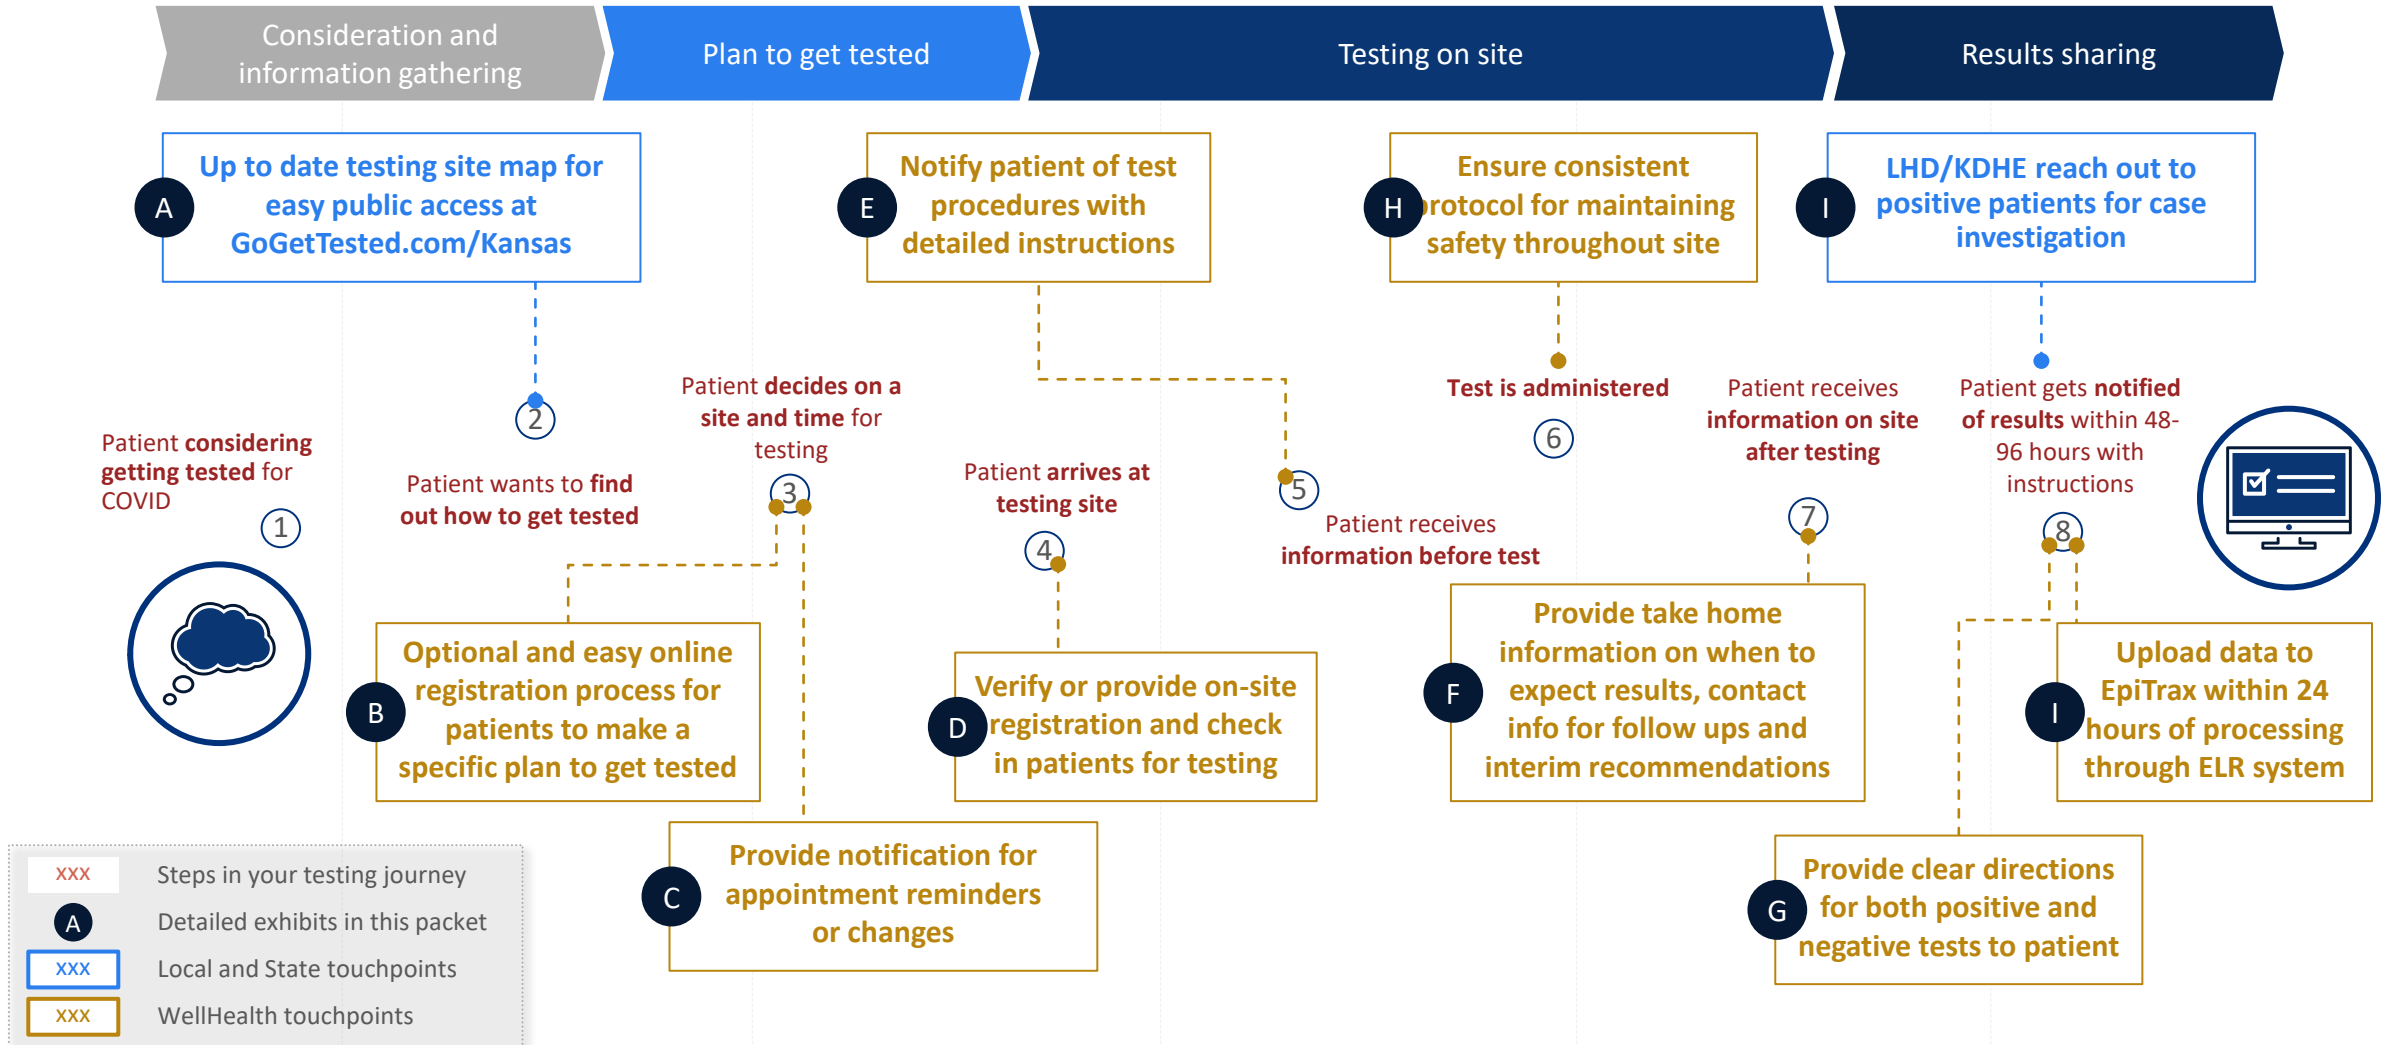 Consideration and
information gathering
Plan to get tested
Testing on site
Results sharing
A
Up to date testing site map for
easy public access at
GoGetTested.com/Kansas
E
Notify patient of test
procedures with
detailed instructions
H
Ensure consistent
protocol for maintaining
safety throughout site
I
LHD/KDHE reach out to
positive patients for case
investigation
Patient considering
getting tested for
COVID
1
2
Patient wants to find
out how to get tested
Patient decides on a
site and time for
testing
3
Patient arrives at
testing site
4
5
Patient receives
information before test
Test is administered
6
Patient receives
information on site
after testing
7
Patient gets notified
of results within 48-
96 hours with
instructions
8
B
Optional and easy online
registration process for
patients to make a
specific plan to get tested
C
Provide notification for
appointment reminders
or changes
D
Verify or provide on-site
registration and check
in patients for testing
F
Provide take home
information on when to
expect results, contact
info for follow ups and
interim recommendations
I
Upload data to
EpiTrax within 24
hours of processing
through ELR system
G
Provide clear directions
for both positive and
negative tests to patient
XXX Steps in your testing journey
A Detailed exhibits in this packet
XXX Local and State touchpoints
XXX WellHealth touchpoints